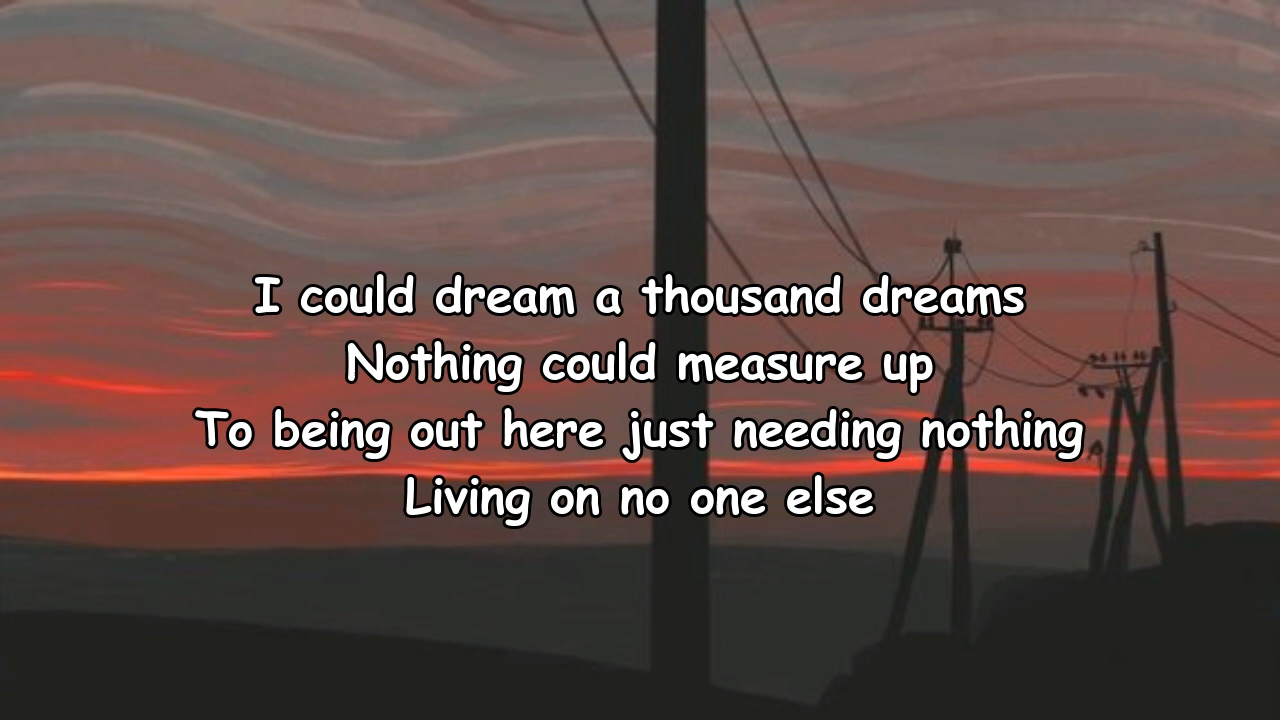 I could dream a thousand dreams
Nothing could measure up
To being out here just needing nothing
Living on no one else